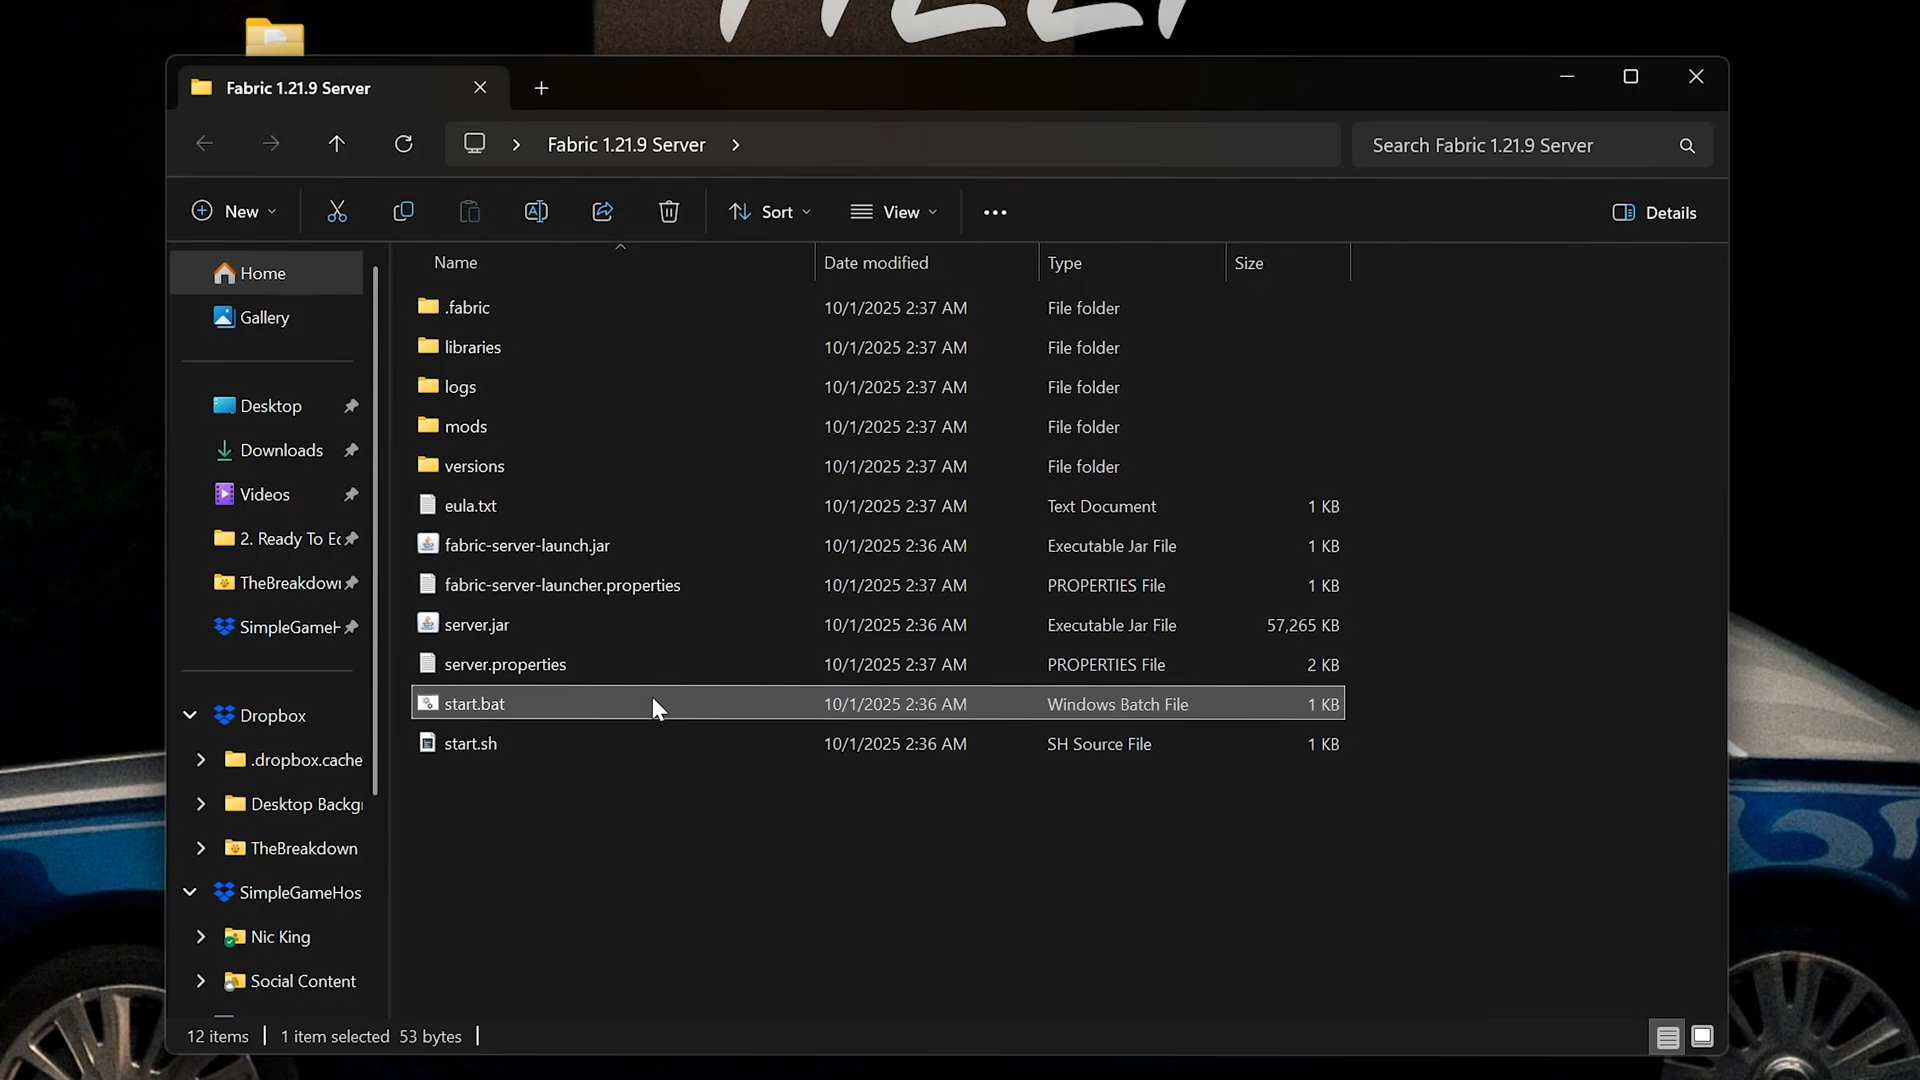 HELP
Fabric 1.21.9 Server
Fabric 1.21.9 Server
Search Fabric 1.21.9 Server
New
Sort
View
Details
Name Date modified Type Size
.fabric 10/1/2025 2:37 AM File folder
libraries 10/1/2025 2:37 AM File folder
logs 10/1/2025 2:37 AM File folder
mods 10/1/2025 2:37 AM File folder
versions 10/1/2025 2:37 AM File folder
eula.txt 10/1/2025 2:37 AM Text Document 1 KB
fabric-server-launch.jar 10/1/2025 2:36 AM Executable Jar File 1 KB
fabric-server-launcher.properties 10/1/2025 2:37 AM PROPERTIES File 1 KB
server.jar 10/1/2025 2:36 AM Executable Jar File 57,265 KB
server.properties 10/1/2025 2:37 AM PROPERTIES File 2 KB
start.bat 10/1/2025 2:36 AM Windows Batch File 1 KB
start.sh 10/1/2025 2:36 AM SH Source File 1 KB
Home
Gallery
Desktop
Downloads
Videos
2. Ready To Ec
TheBreakdown
SimpleGameH
Dropbox
.dropbox.cache
Desktop Backg
TheBreakdown
SimpleGameHos
Nic King
Social Content
12 items 1 item selected 53 bytes